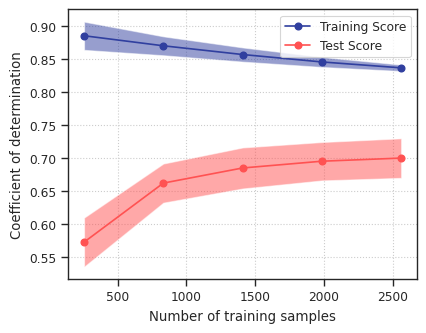 Coefficient of determination
0.90
0.85
0.80
0.75
0.70
0.65
0.60
0.55
Training Score
Test Score
500 1000 1500 2000 2500
Number of training samples